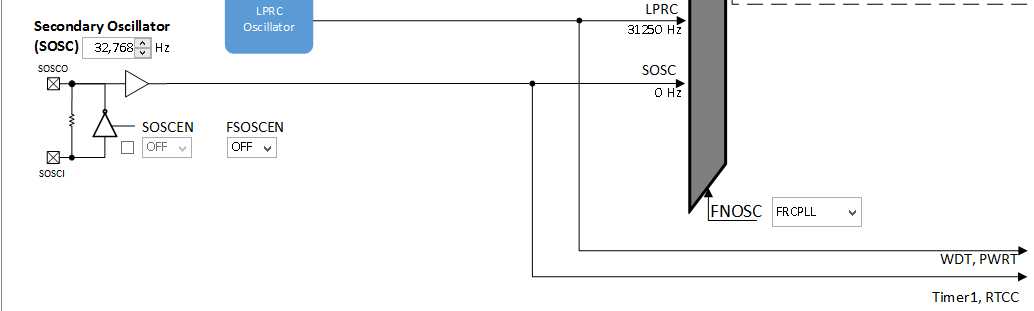 LPRC
Oscillator
LPRC
31250 Hz
Secondary Oscillator
(SOSC) 32,768 Hz
SOSCO
SOSC
0 Hz
SOSCEN FSOSCEN
OFF OFF
SOSCI
FNOSC FRCPLL
WDT, PWRT
Timer1, RTCC